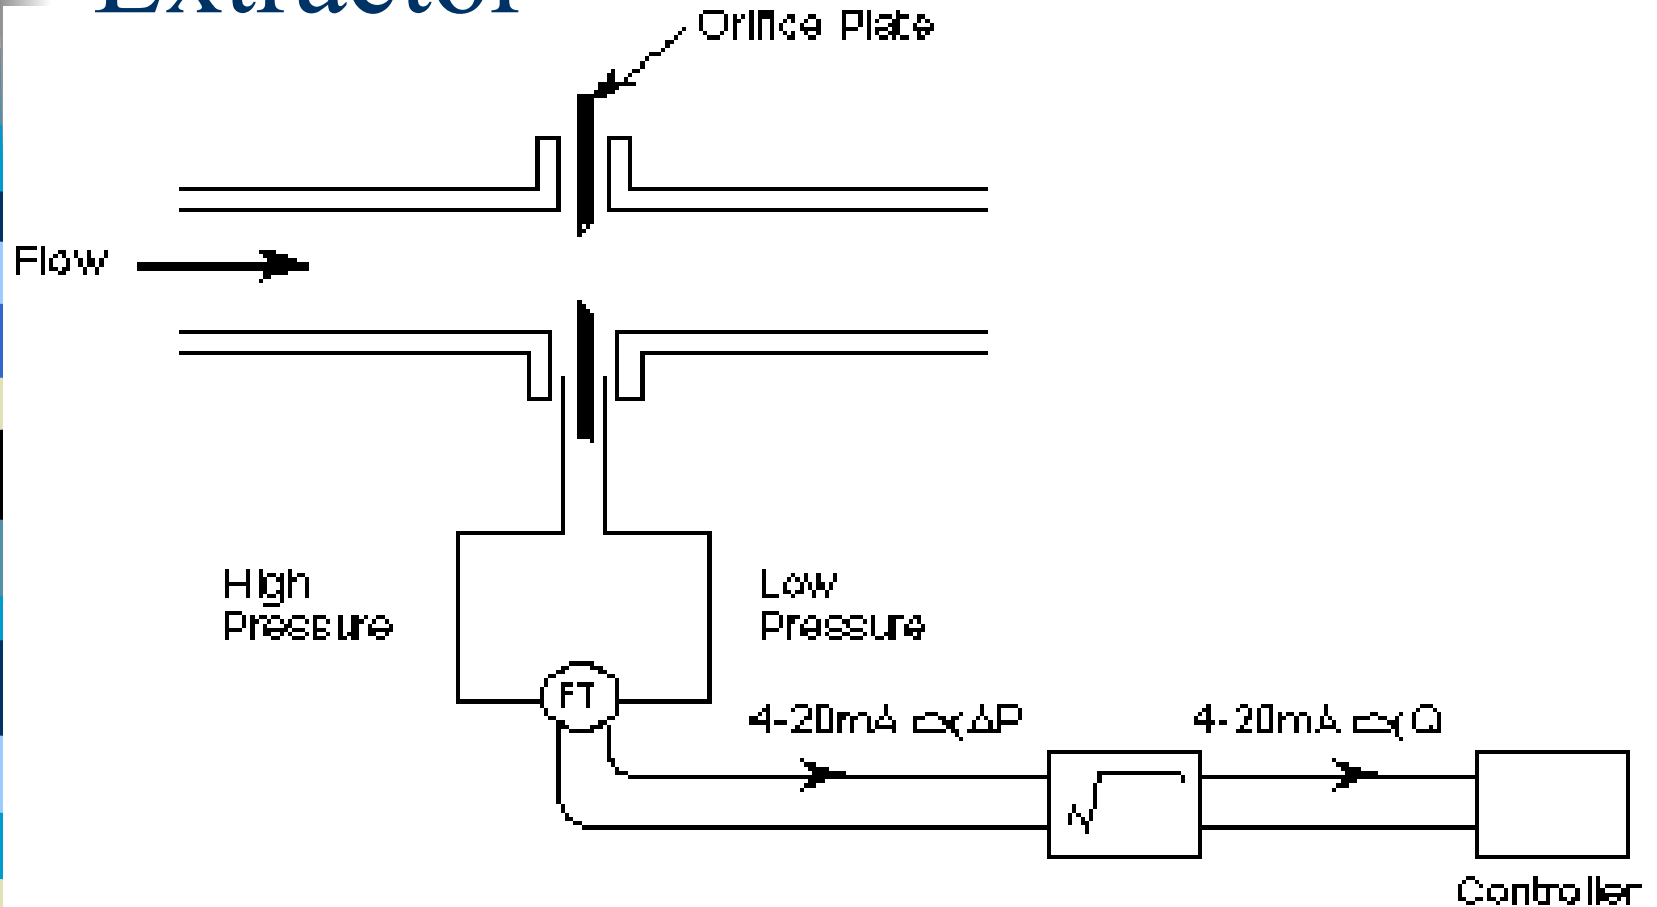 Extractor
Orifice Plate
Flow
High
Pressure
Low
Pressure
FT
4-20mA ∝ ΔP
4-20mA ∝ Q
√
Controller